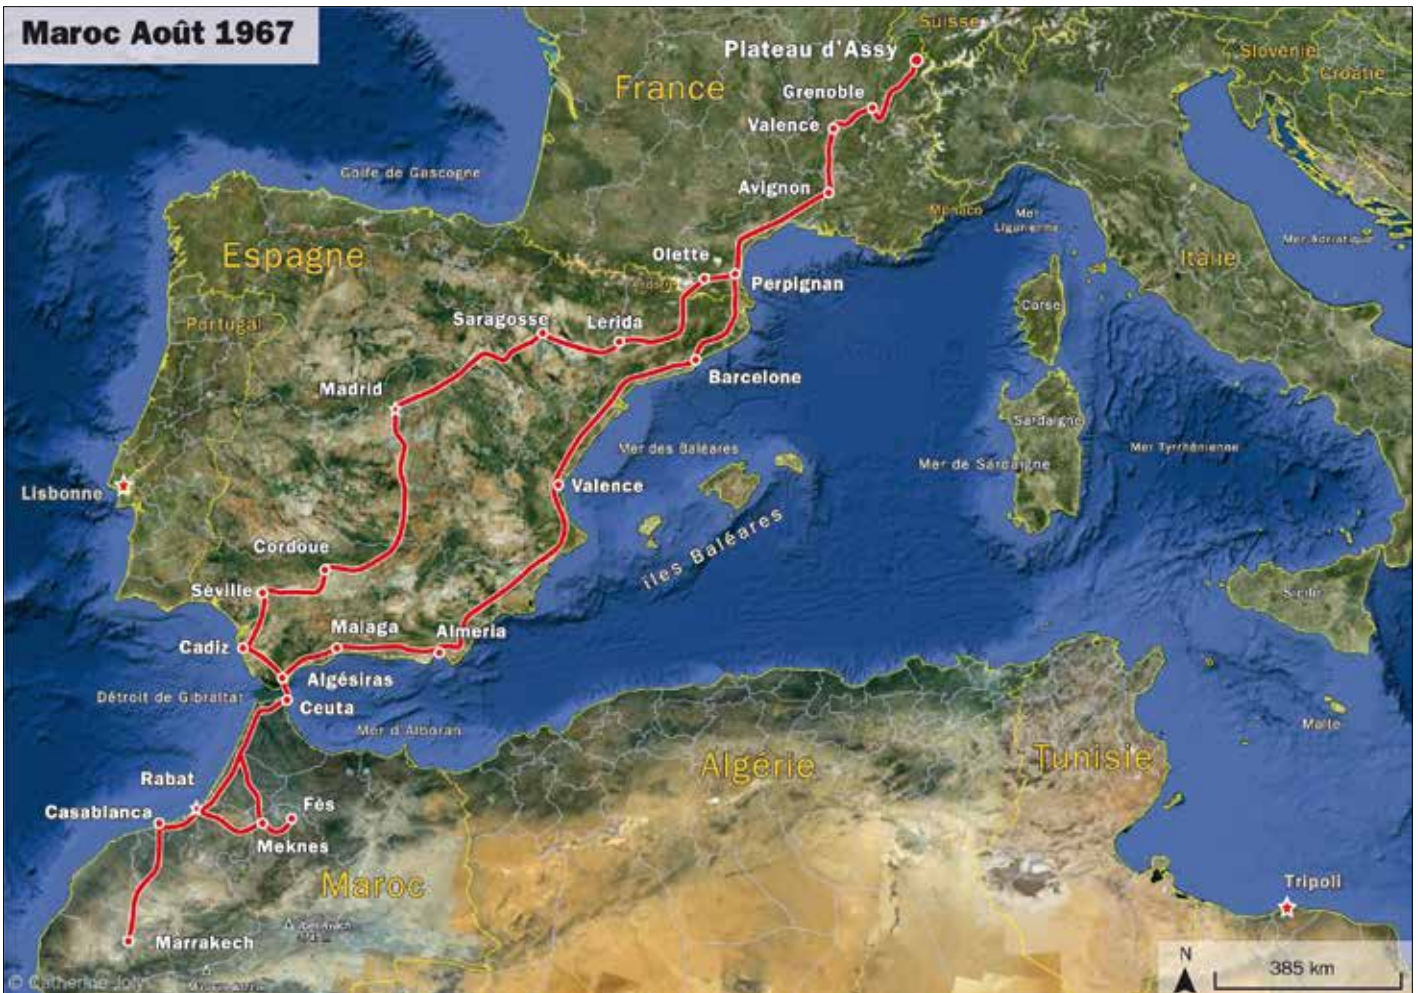 Maroc Août 1967
Suisse
Plateau d'Assy
Slovénie
France
Croatie
Grenoble
Valence
Golfe de Gascogne
Avignon
Monaco
Mer
Ligurienne
Mer Adriatique
Espagne
Olette
Italie
Perpignan
Corse
Portugal
Saragosse
Lerida
Madrid
Barcelone
Sardaigne
Mer des Baléares
Mer Tyrrhénienne
Mer de Sardaigne
Lisbonne
Valence
îles Baléares
Cordoue
Séville
Sicile
Malaga
Almeria
Cadiz
Algésiras
Détroit de Gibraltar
Ceuta
Mer d'Alboran
Malte
Algérie
Tunisie
Rabat
Casablanca
Fès
Meknes
Maroc
Tripoli
Marrakech
N
385 km
© Catherine Joly